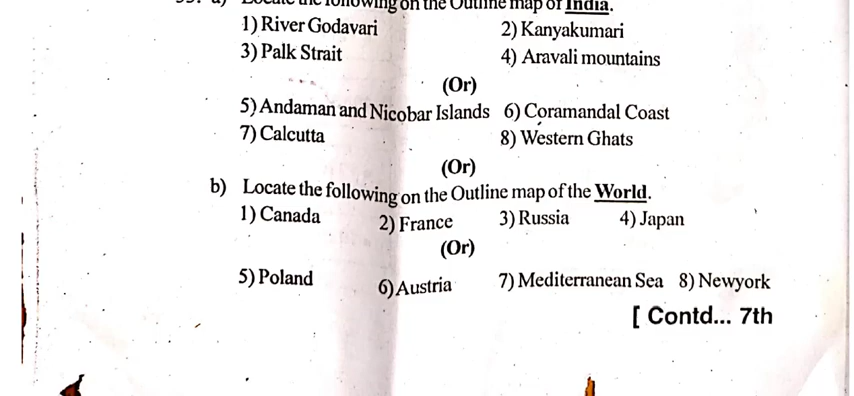 a) Locate the following on the Outline map of India.
1) River Godavari 2) Kanyakumari
3) Palk Strait 4) Aravali mountains
(Or)
5) Andaman and Nicobar Islands 6) Coramandal Coast
7) Calcutta 8) Western Ghats
(Or)
b) Locate the following on the Outline map of the World.
1) Canada 2) France 3) Russia 4) Japan
(Or)
5) Poland 6) Austria 7) Mediterranean Sea 8) Newyork
[ Contd... 7th